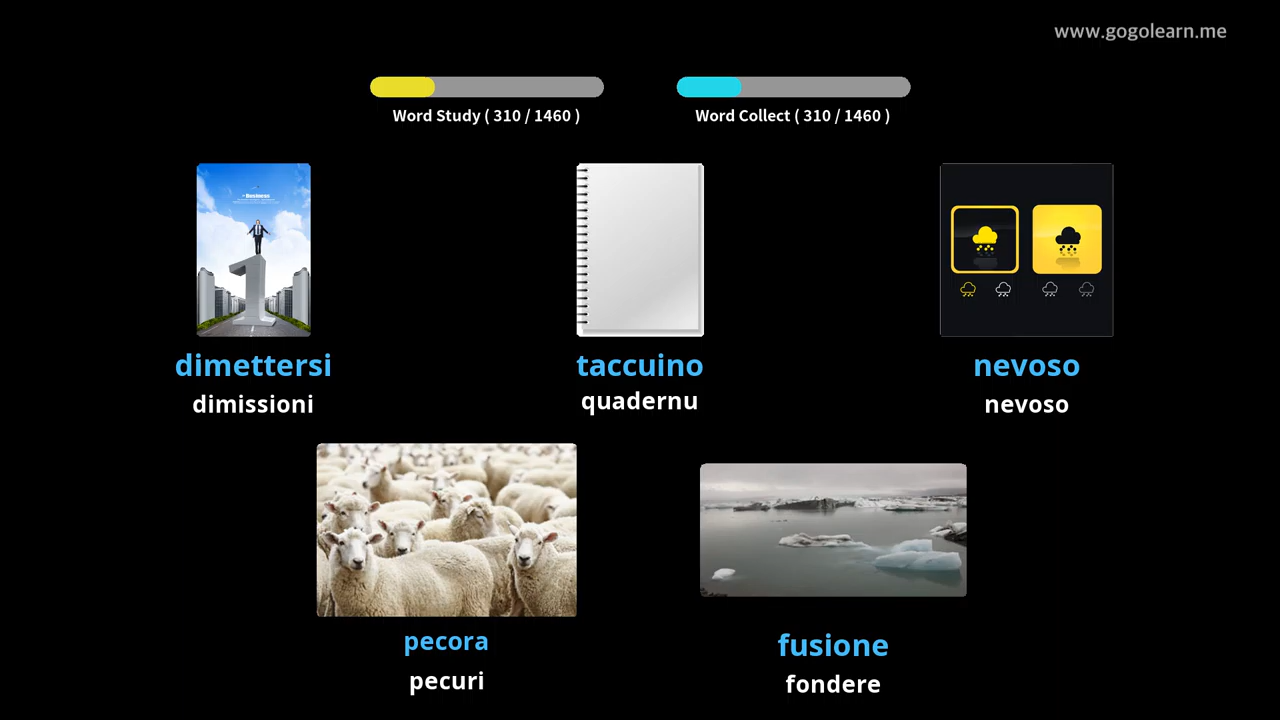 www.gogolearn.me
Word Study ( 310 / 1460 )
Word Collect ( 310 / 1460 )
Business
dimettersi
taccuino
nevoso
dimissioni
quadernu
nevoso
pecora
fusione
pecuri
fondere